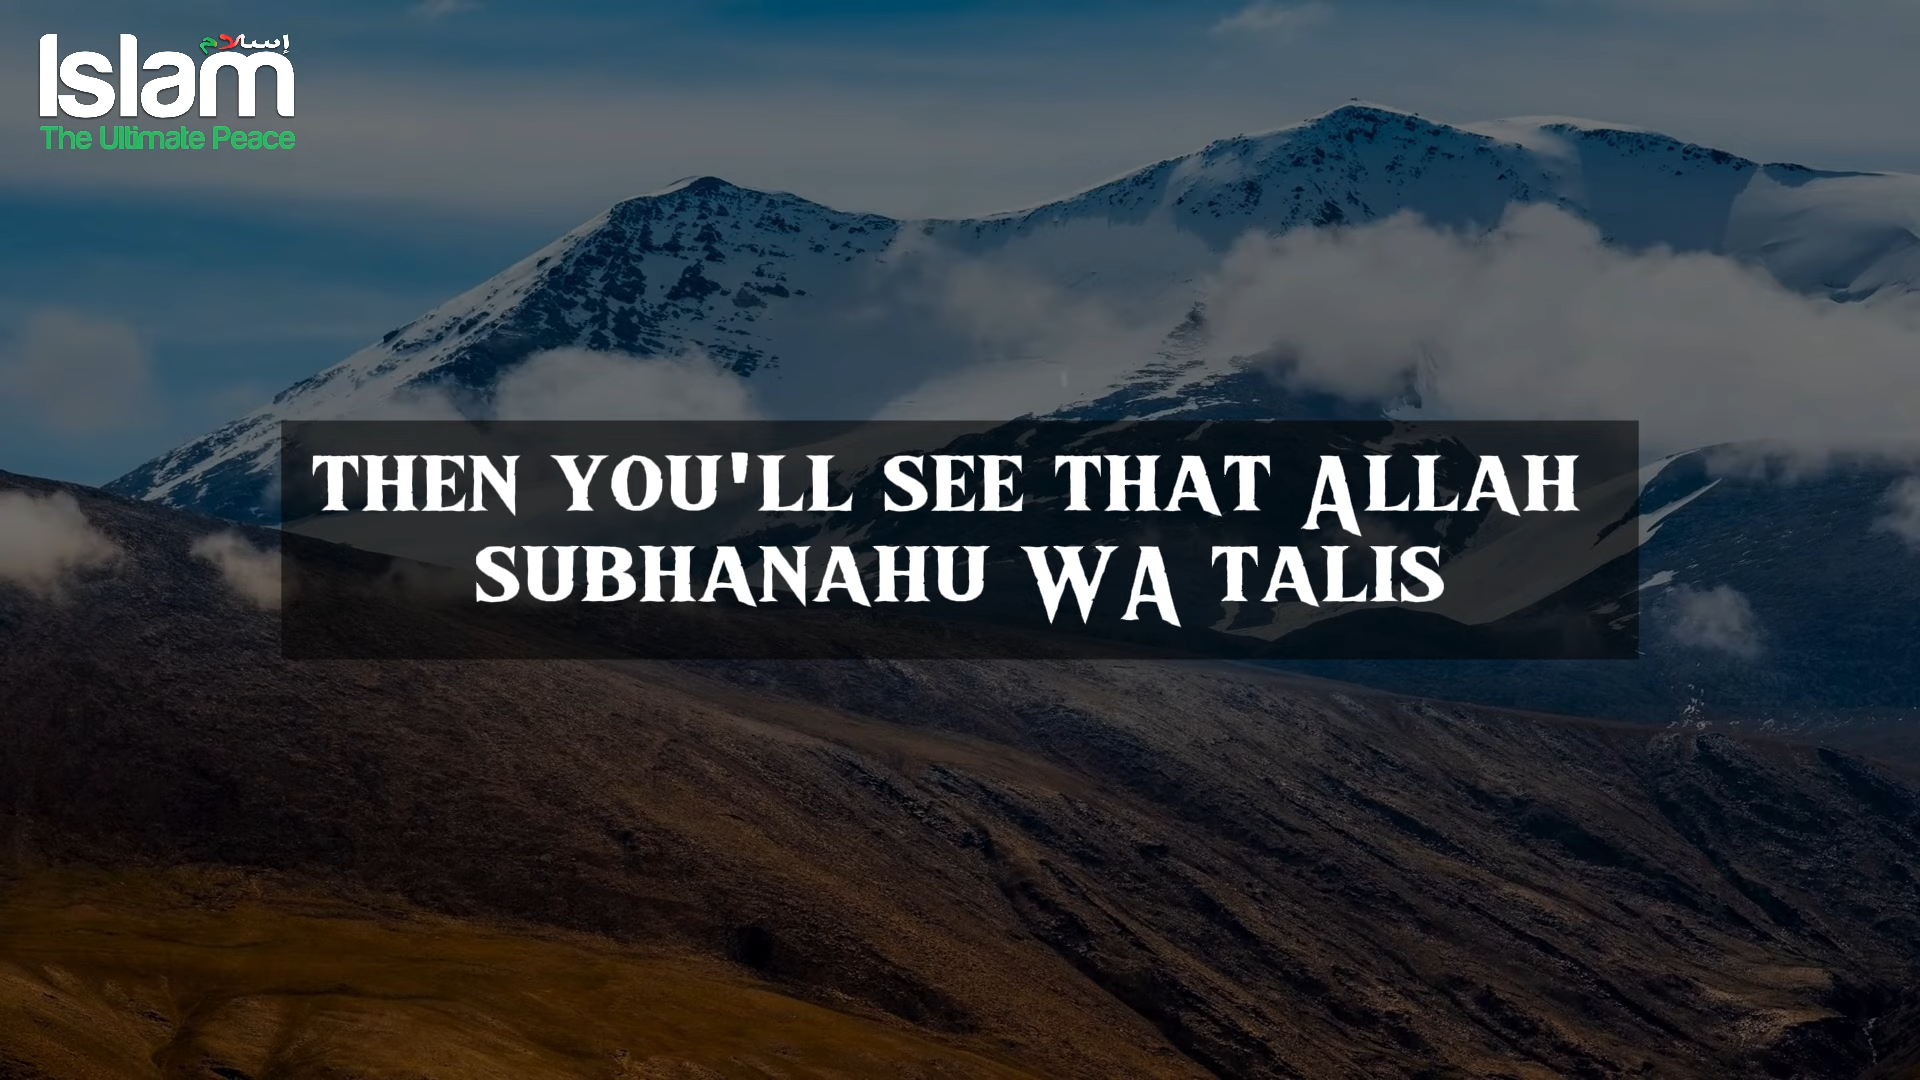 إسلام
Islam
The Ultimate Peace
THEN YOU'LL SEE THAT ALLAH
SUBHANAHU WA TALIS